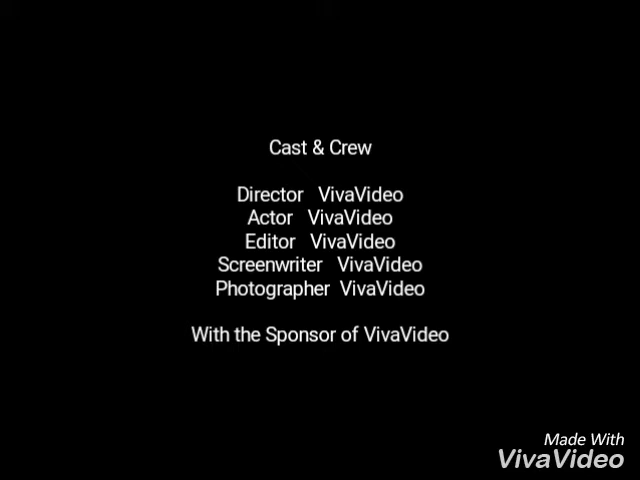 Cast & Crew
Director VivaVideo
Actor VivaVideo
Editor VivaVideo
Screenwriter VivaVideo
Photographer VivaVideo
With the Sponsor of VivaVideo
Made With
VivaVideo